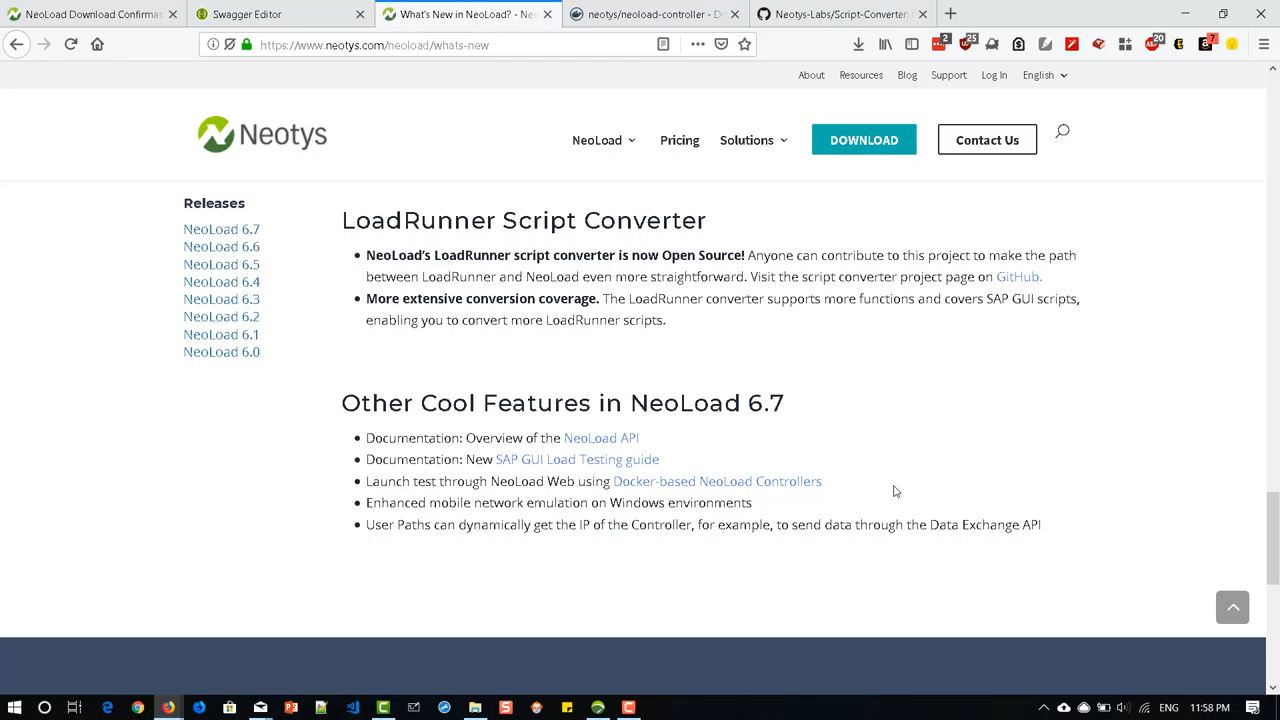 NeoLoad Download Confirmati
Swagger Editor
What's New in NeoLoad? - Neo
neotys/neoload-controller - Do
Neotys-Labs/Script-Converter:
https://www.neotys.com/neoload/whats-new
2
25
20
7
About
Resources
Blog
Support
Log In
English
Neotys
NeoLoad
Pricing
Solutions
DOWNLOAD
Contact Us
Releases
NeoLoad 6.7
NeoLoad 6.6
NeoLoad 6.5
NeoLoad 6.4
NeoLoad 6.3
NeoLoad 6.2
NeoLoad 6.1
NeoLoad 6.0
LoadRunner Script Converter
NeoLoad's LoadRunner script converter is now Open Source! Anyone can contribute to this project to make the path
between LoadRunner and NeoLoad even more straightforward. Visit the script converter project page on GitHub.
More extensive conversion coverage. The LoadRunner converter supports more functions and covers SAP GUI scripts,
enabling you to convert more LoadRunner scripts.
Other Cool Features in NeoLoad 6.7
Documentation: Overview of the NeoLoad API
Documentation: New SAP GUI Load Testing guide
Launch test through NeoLoad Web using Docker-based NeoLoad Controllers
Enhanced mobile network emulation on Windows environments
User Paths can dynamically get the IP of the Controller, for example, to send data through the Data Exchange API
ENG
11:58 PM